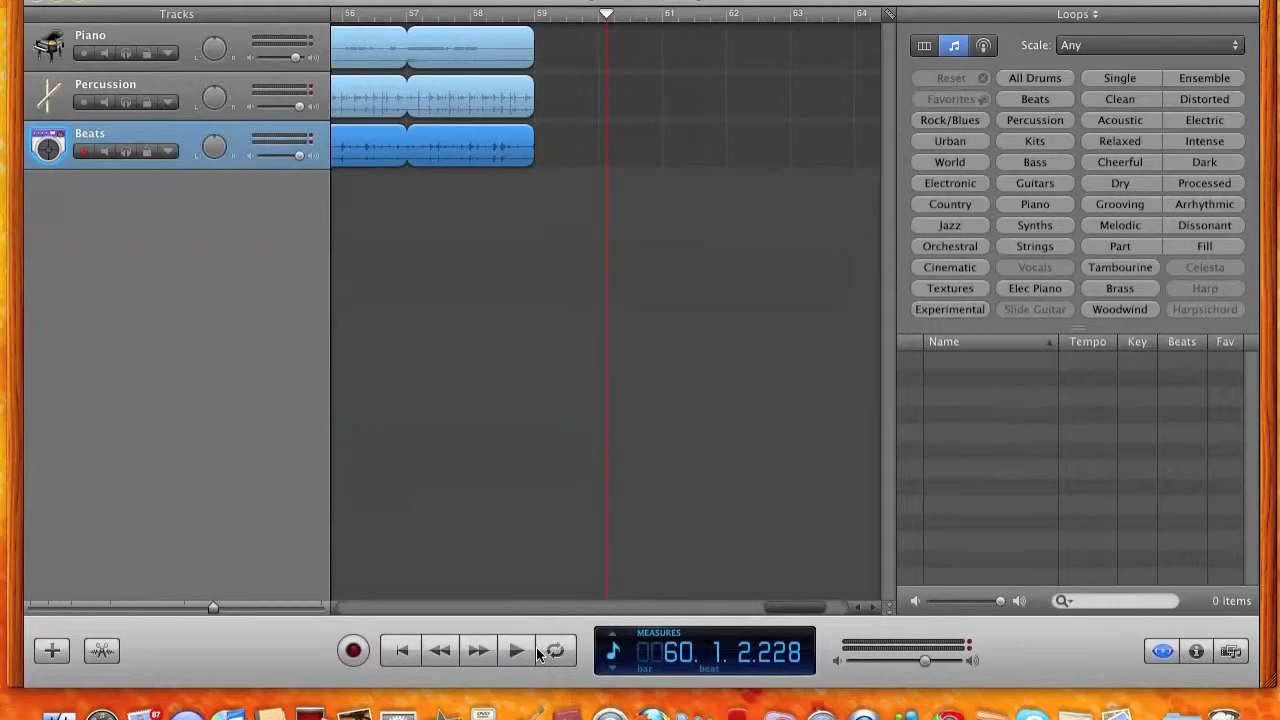 Tracks
56 57 58 59 61 62 63 64
Loops
Piano
L R
Percussion
L R
Beats
L R
Scale: Any
Reset All Drums Single Ensemble
Favorites Beats Clean Distorted
Rock/Blues Percussion Acoustic Electric
Urban Kits Relaxed Intense
World Bass Cheerful Dark
Electronic Guitars Dry Processed
Country Piano Grooving Arrhythmic
Jazz Synths Melodic Dissonant
Orchestral Strings Part Fill
Cinematic Vocals Tambourine Celesta
Textures Elec Piano Brass Harp
Experimental Slide Guitar Woodwind Harpsichord
Name Tempo Key Beats Fav
0 items
MEASURES
0060. 1. 2.228
bar beat
87